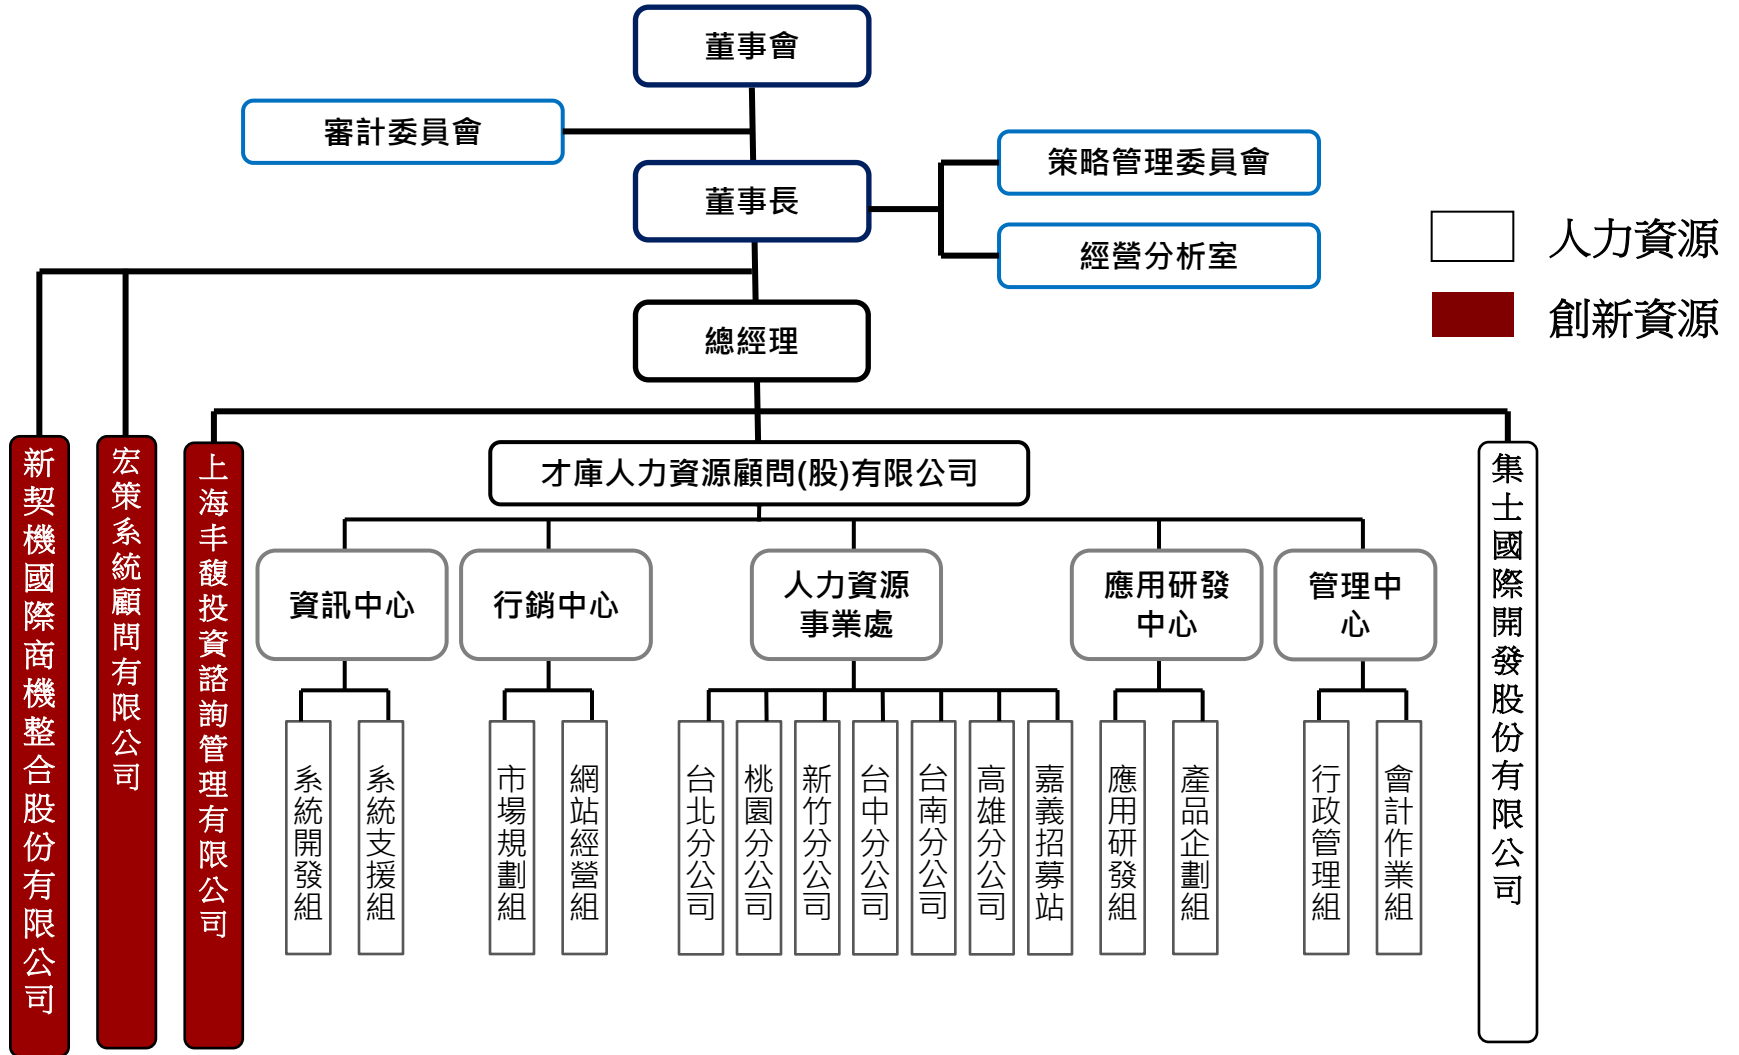 董事會
審計委員會
董事長
策略管理委員會
經營分析室
人力資源
創新資源
總經理
新契機國際商機整合股份有限公司
宏策系統顧問有限公司
上海丰馥投資諮詢管理有限公司
才庫人力資源顧問(股)有限公司
集士國際開發股份有限公司
資訊中心
行銷中心
人力資源
事業處
應用研發
中心
管理中
心
系統開發組
系統支援組
市場規劃組
網站經營組
台北分公司
桃園分公司
新竹分公司
台中分公司
台南分公司
高雄分公司
嘉義招募站
應用研發組
產品企劃組
行政管理組
會計作業組